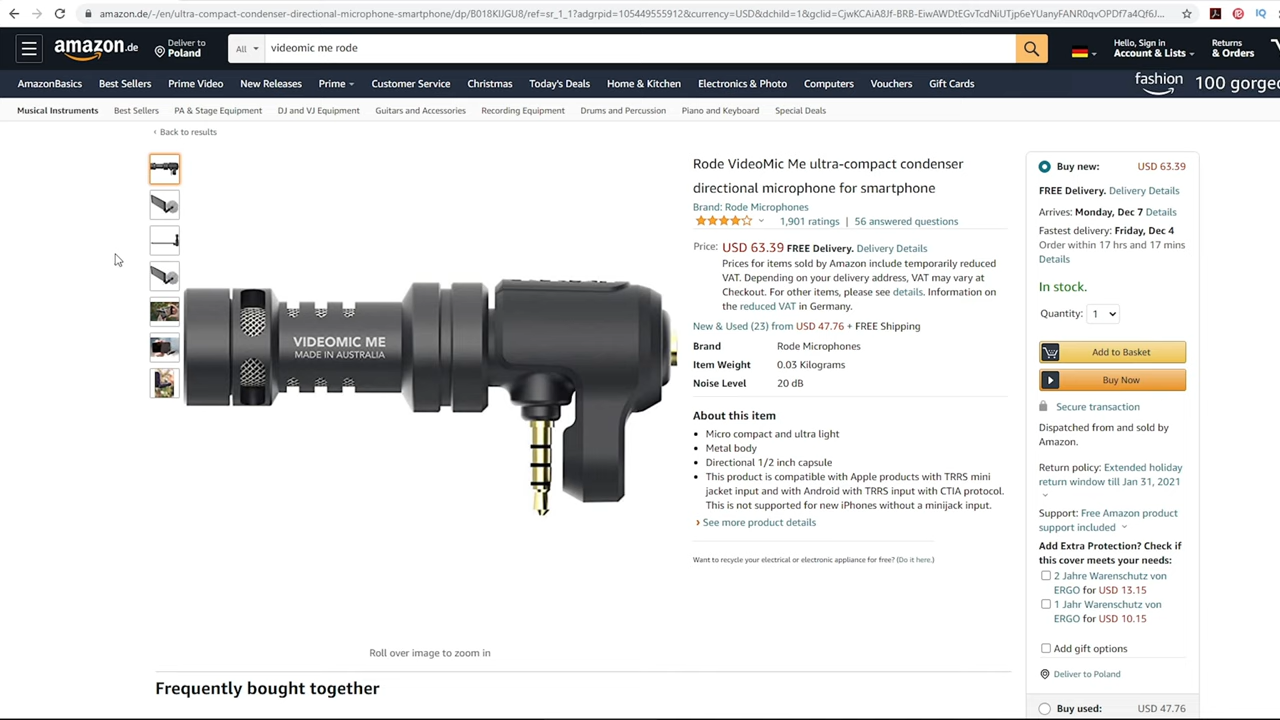 amazon.de/-/en/ultra-compact-condenser-directional-microphone-smartphone/dp/B018KIJGU8/ref=sr_1_1?adgrpid=105449555912&currency=USD&dchild=1&gclid=CjwKCAiA8Jf-BRB-EiwAWDtEGvTcdNiUTjp6eYUanyFANR0qvOPDf7a4Qf6J...
amazon.de
Deliver to
Poland
All
videomic me rode
Hello, Sign in
Account & Lists
Returns
& Orders
AmazonBasics Best Sellers Prime Video New Releases Prime Customer Service Christmas Today's Deals Home & Kitchen Electronics & Photo Computers Vouchers Gift Cards
fashion 100 gorge
Musical Instruments Best Sellers PA & Stage Equipment DJ and VJ Equipment Guitars and Accessories Recording Equipment Drums and Percussion Piano and Keyboard Special Deals
‹ Back to results
VIDEOMIC ME
MADE IN AUSTRALIA
Roll over image to zoom in
Rode VideoMic Me ultra-compact condenser
directional microphone for smartphone
Brand: Rode Microphones
1,901 ratings | 56 answered questions
Price: USD 63.39 FREE Delivery. Delivery Details
Prices for items sold by Amazon include temporarily reduced
VAT. Depending on your delivery address, VAT may vary at
Checkout. For other items, please see details. Information on
the reduced VAT in Germany.
New & Used (23) from USD 47.76 + FREE Shipping
Brand Rode Microphones
Item Weight 0.03 Kilograms
Noise Level 20 dB
About this item
• Micro compact and ultra light
• Metal body
• Directional 1/2 inch capsule
• This product is compatible with Apple products with TRRS mini
jacket input and with Android with TRRS input with CTIA protocol.
This is not supported for new iPhones without a minijack input.
› See more product details
Want to recycle your electrical or electronic appliance for free? (Do it here.)
Buy new: USD 63.39
FREE Delivery. Delivery Details
Arrives: Monday, Dec 7 Details
Fastest delivery: Friday, Dec 4
Order within 17 hrs and 17 mins
Details
In stock.
Quantity: 1
Add to Basket
Buy Now
Secure transaction
Dispatched from and sold by
Amazon.
Return policy: Extended holiday
return window till Jan 31, 2021
Support: Free Amazon product
support included
Add Extra Protection? Check if
this cover meets your needs:
2 Jahre Warenschutz von
ERGO for USD 13.15
1 Jahr Warenschutz von
ERGO for USD 10.15
Add gift options
Deliver to Poland
Buy used: USD 47.76
Frequently bought together